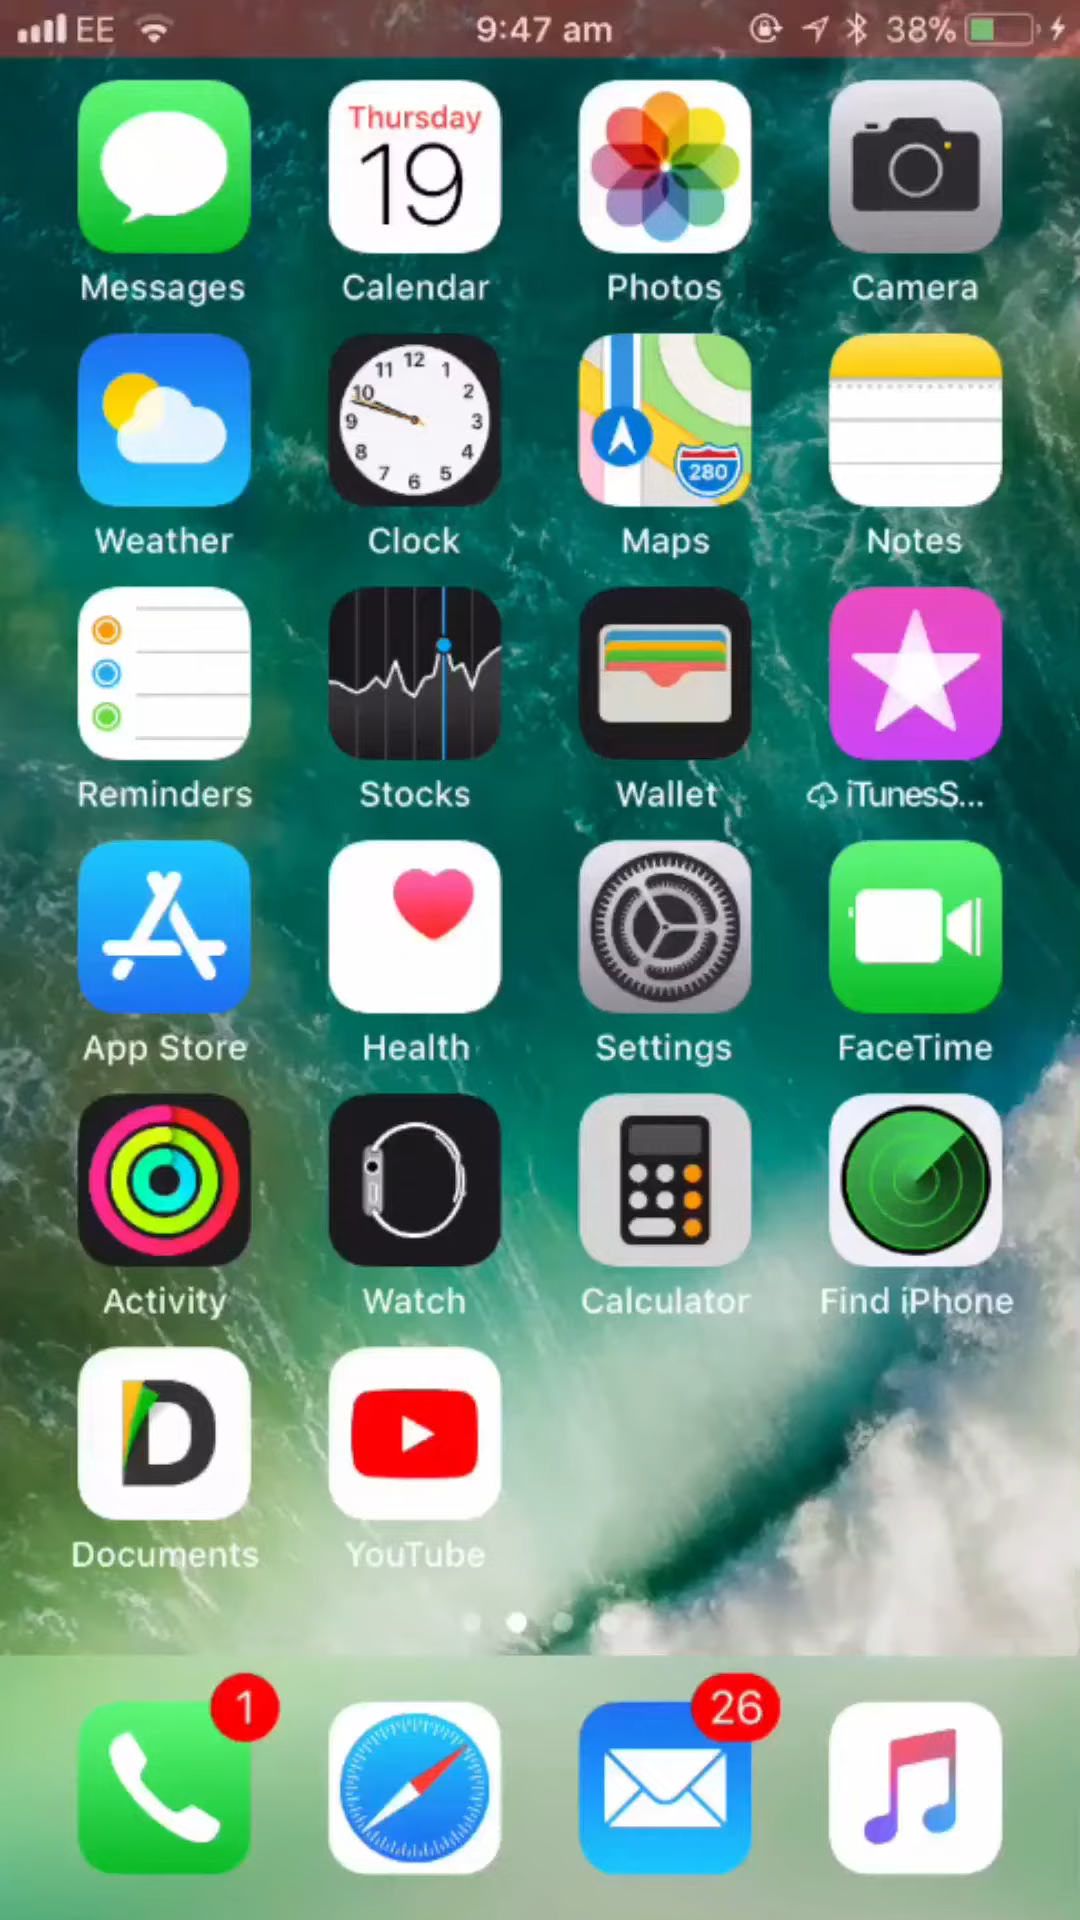 EE 9:47 am 38%
Thursday
19
Messages Calendar Photos Camera
12
11 1
10 2
9 3
8 4
7 5
6
280
Weather Clock Maps Notes
Reminders Stocks Wallet iTunesS...
App Store Health Settings FaceTime
Activity Watch Calculator Find iPhone
D
Documents YouTube
1 26